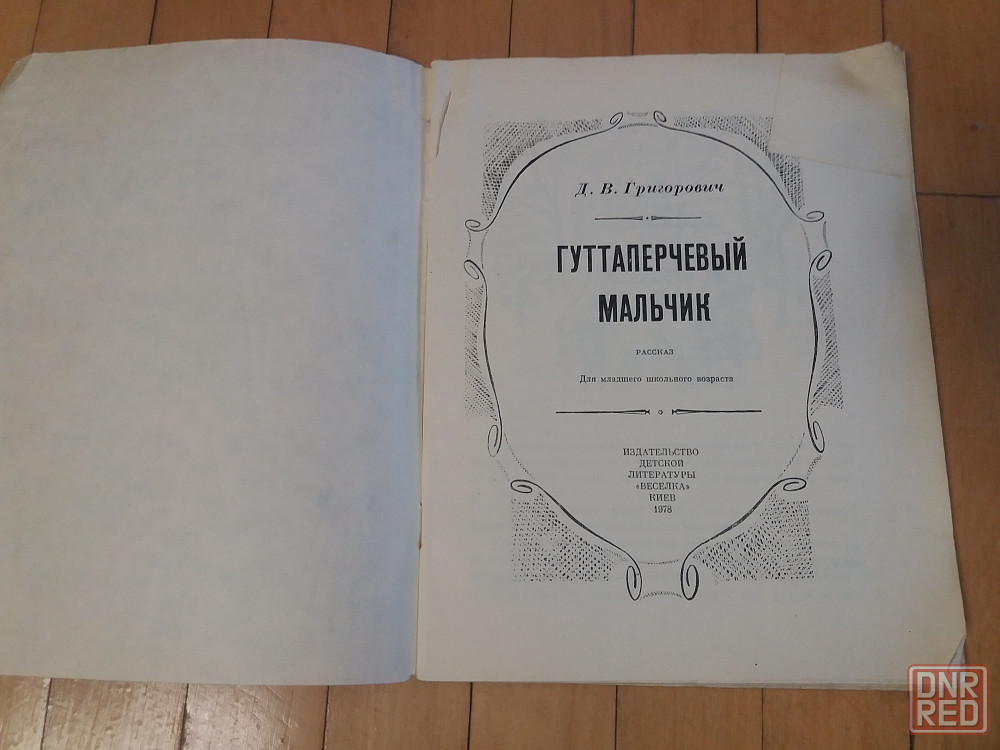 Д. В. Григорович
ГУТТАПЕРЧЕВЫЙ
МАЛЬЧИК
РАССКАЗ
Для младшего школьного возраста
ИЗДАТЕЛЬСТВО
ДЕТСКОЙ
ЛИТЕРАТУРЫ
«ВЕСЕЛКА»
КИЕВ
1978
DNR
RED